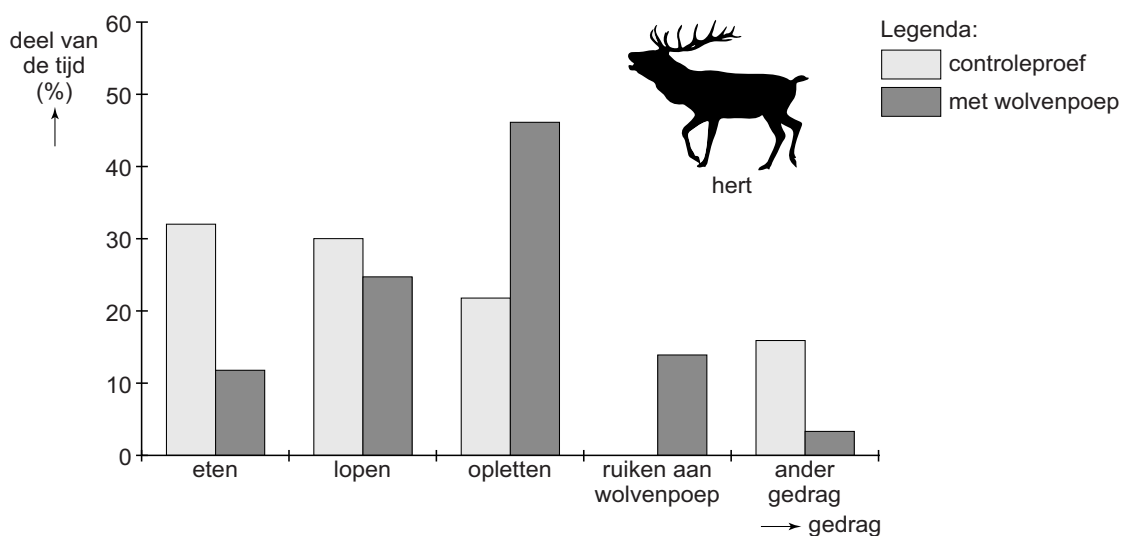 deel van
de tijd
(%)
60
50
40
30
20
10
0
eten
lopen
opletten
ruiken aan
wolvenpoep
ander
gedrag
gedrag
hert
Legenda:
controleproef
met wolvenpoep